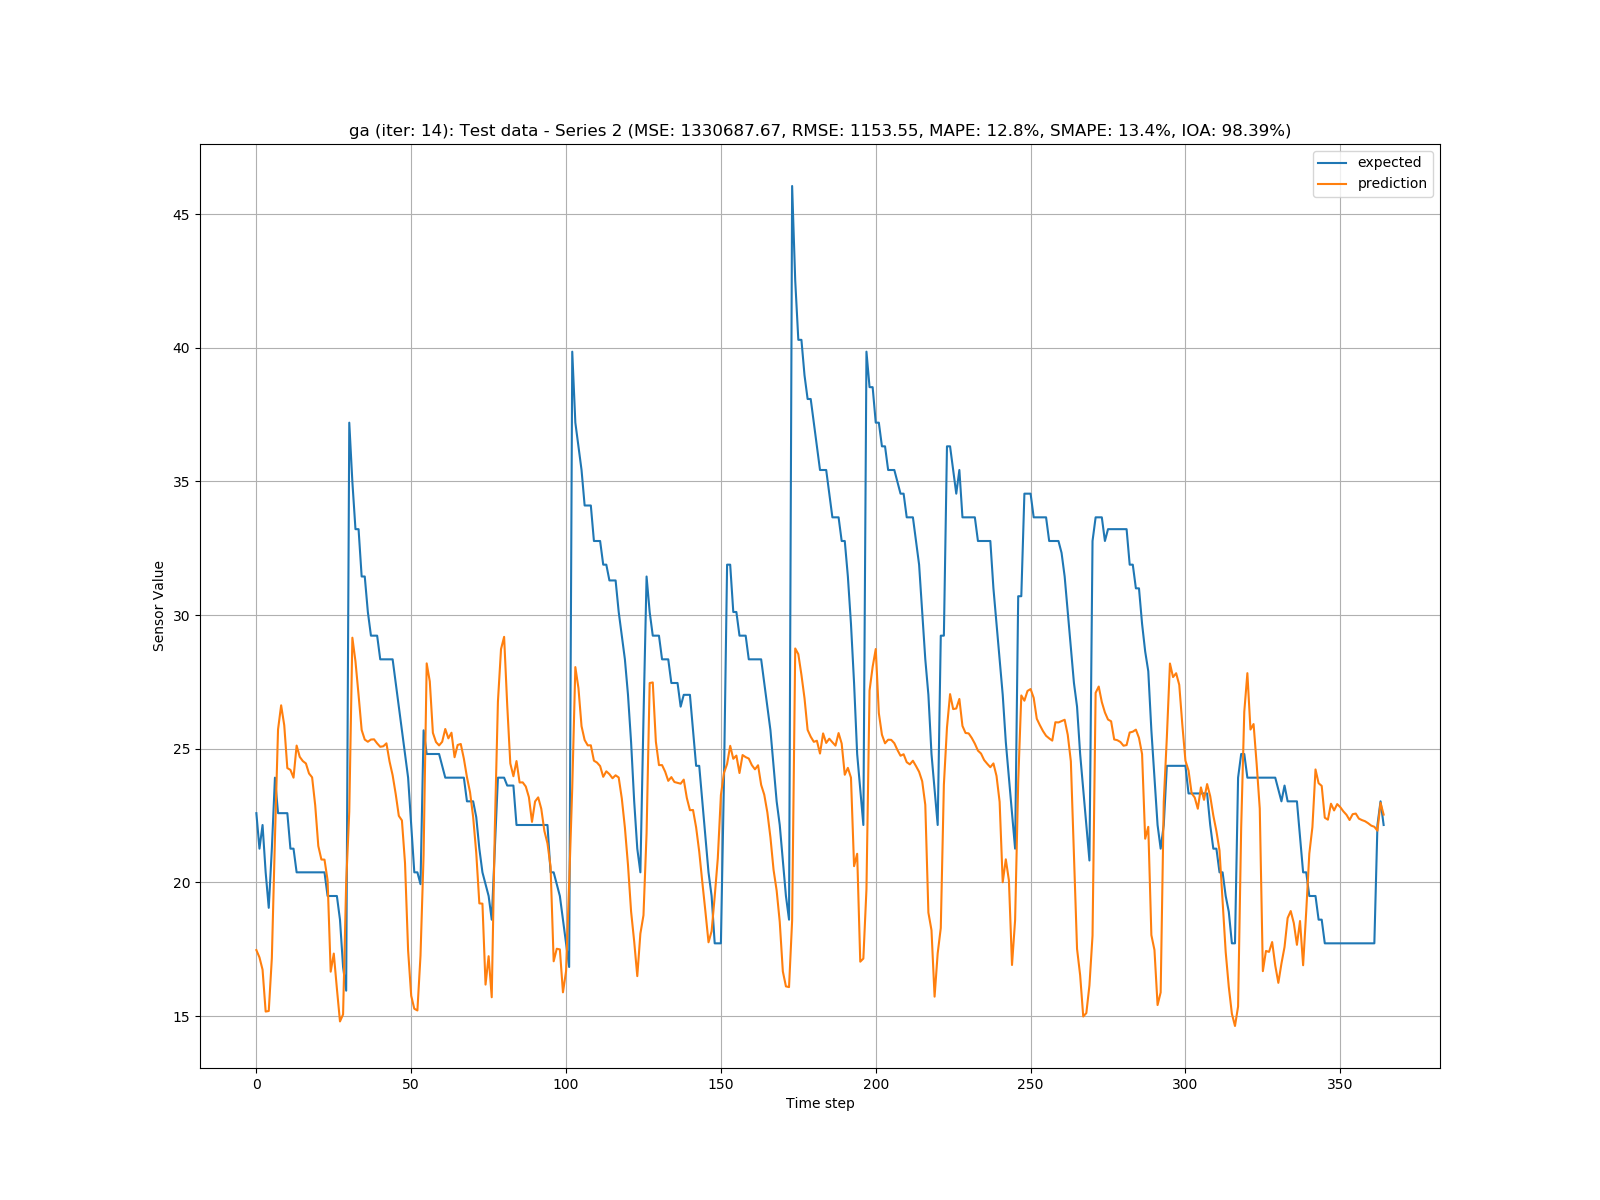 ga (iter: 14): Test data - Series 2 (MSE: 1330687.67, RMSE: 1153.55, MAPE: 12.8%, SMAPE: 13.4%, IOA: 98.39%)
expected
prediction
45
40
35
30
25
20
15
Sensor Value
0 50 100 150 200 250 300 350
Time step